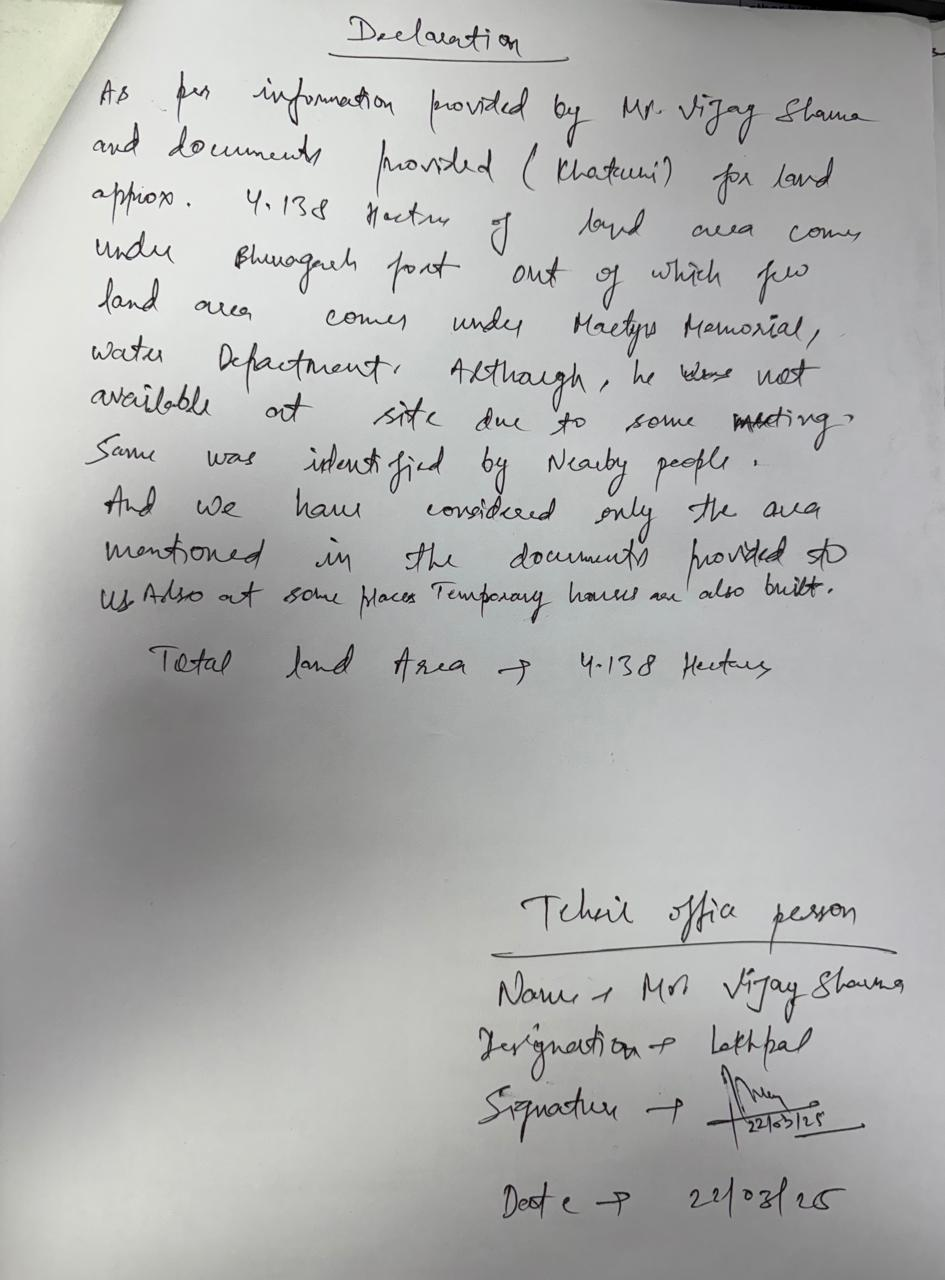 Declaration
As per information provided by Mr. Vijay Sharma
and documents provided (Khatuni) for land
approx. 4.138 Hectres of land area comes
under Bhuragarh fort out of which few
land area comes under Martyrs Memorial,
water Department. Although, he was not
available at site due to some meeting.
Same was identified by Nearby people.
And we have considered only the area
mentioned in the documents provided to
us. Also at some places Temporary houses are also built.
Total land Area → 4.138 Hectares
Tehsil office person
Name → Mr. Vijay Sharma
Designation → Lekhpal
Signature →
22/03/25
Date → 22/03/25